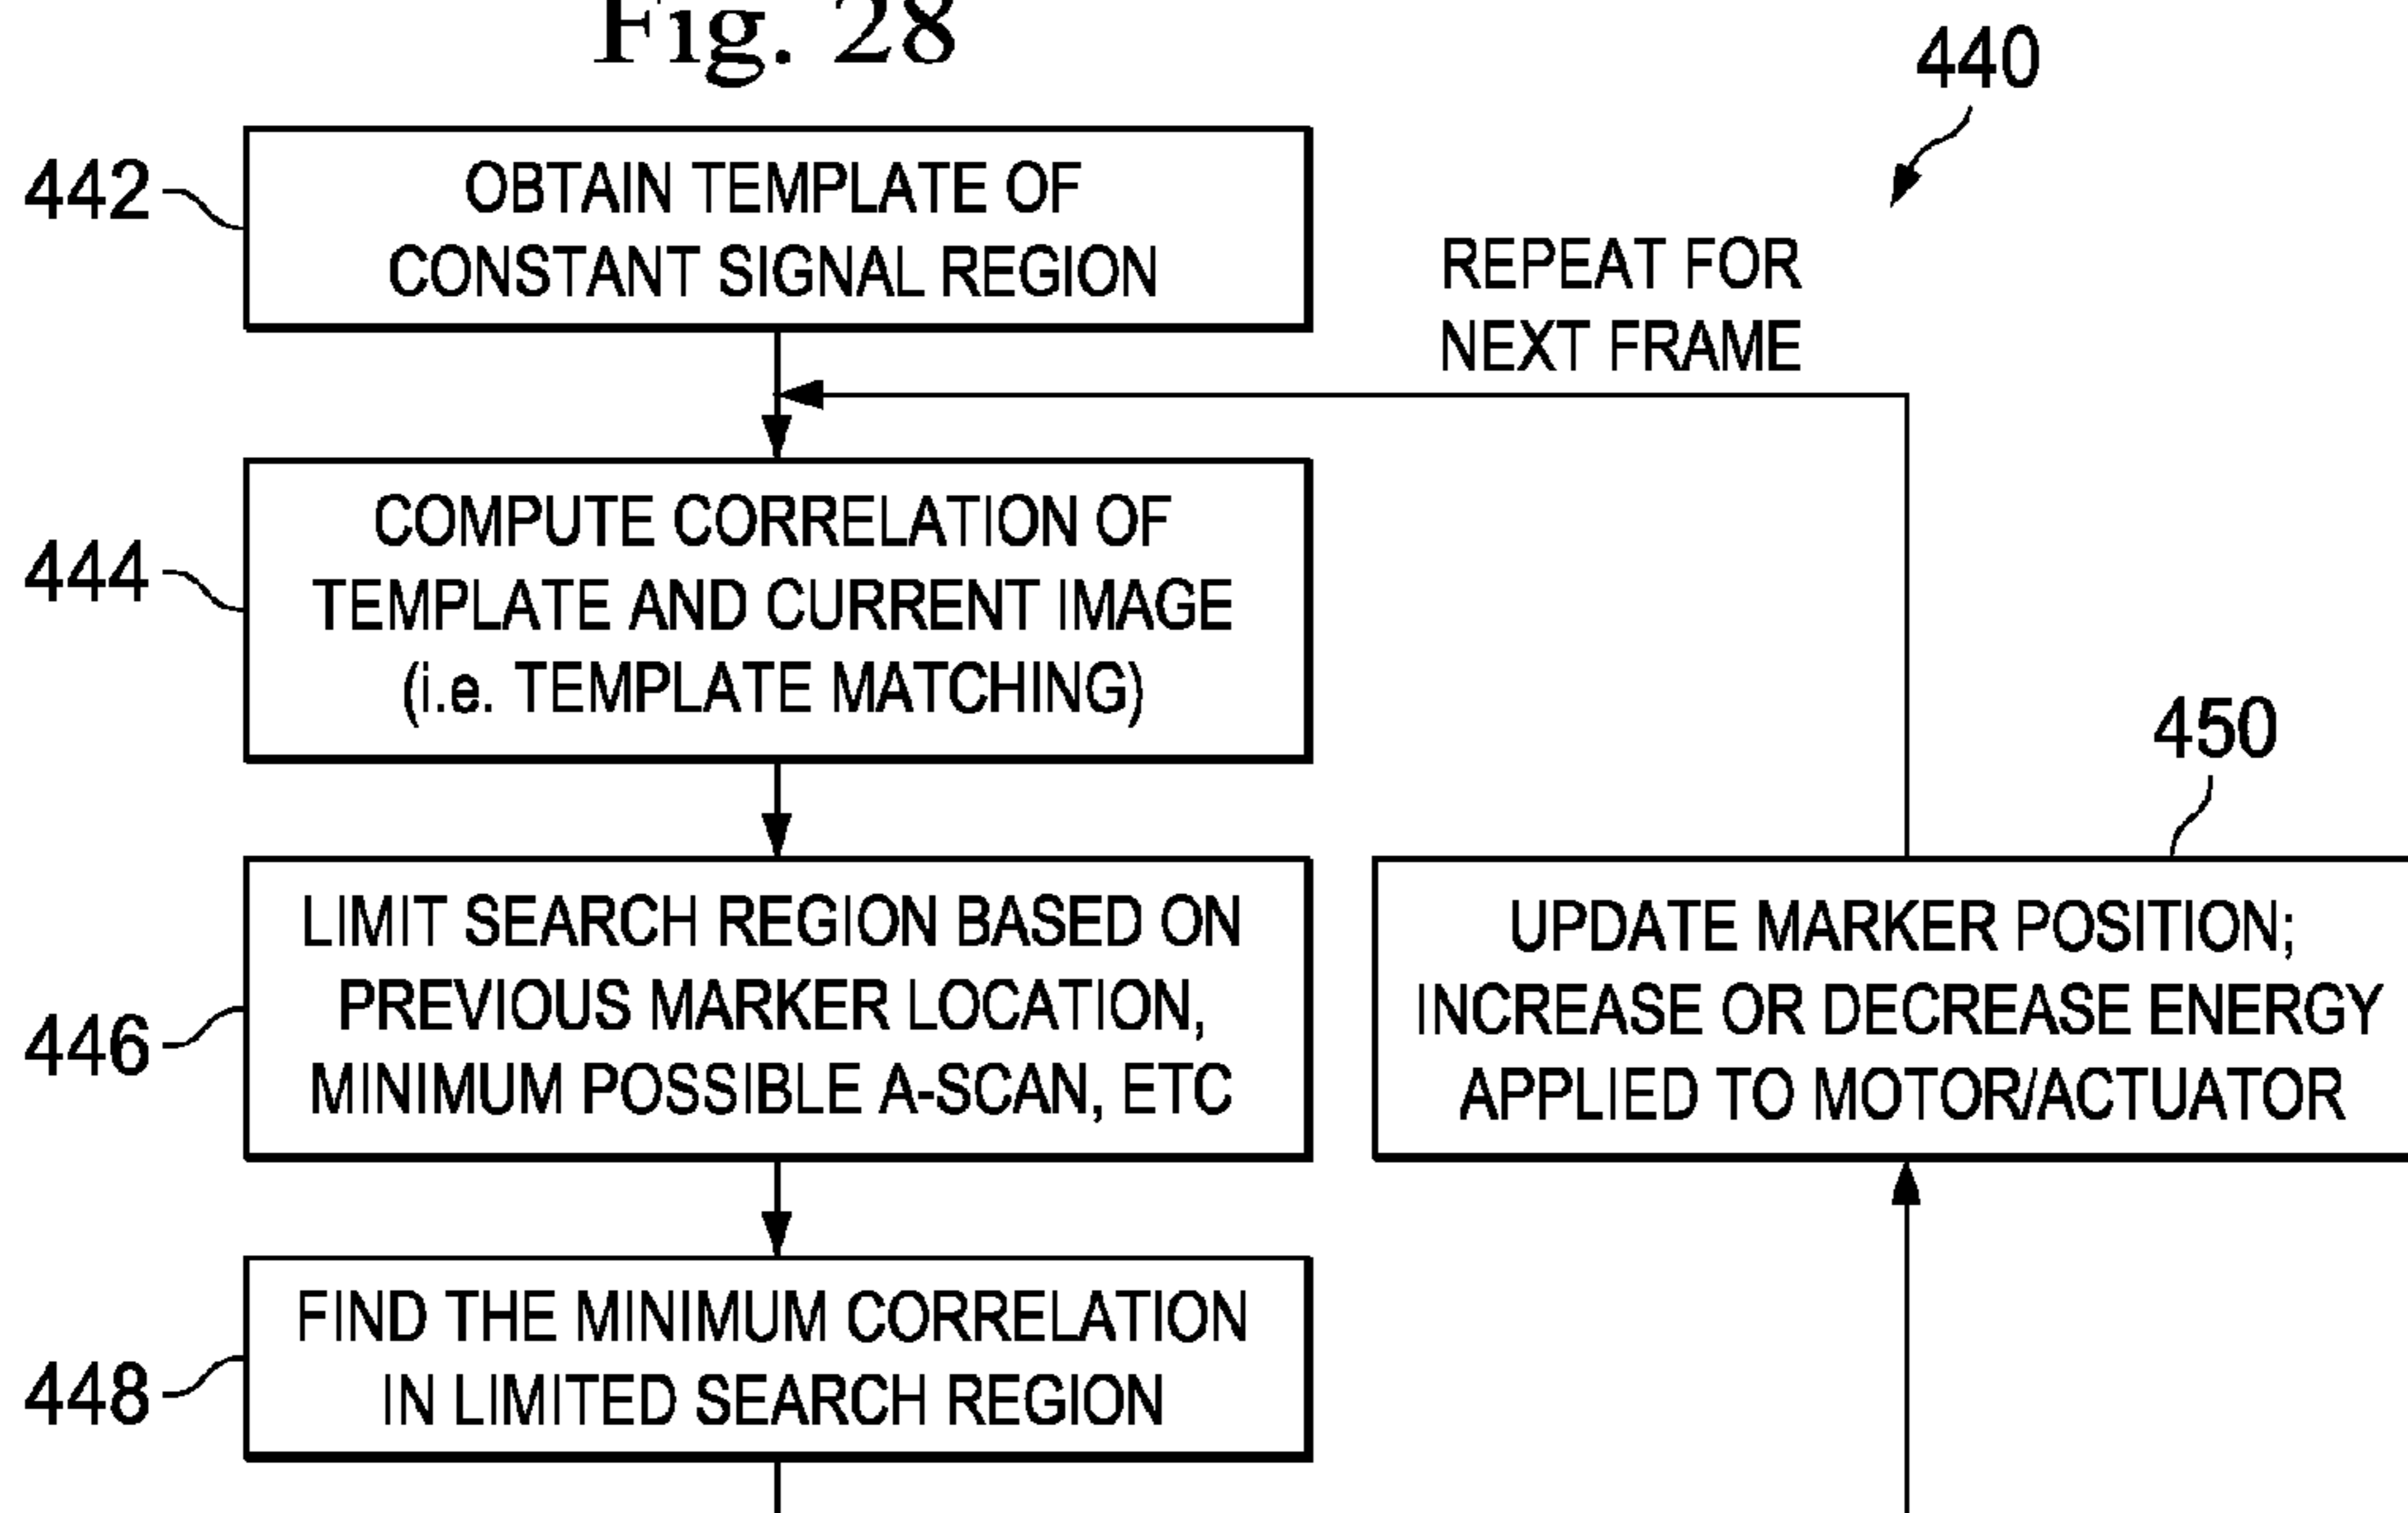 Fig. 28
440
442
OBTAIN TEMPLATE OF
CONSTANT SIGNAL REGION
REPEAT FOR
NEXT FRAME
444
COMPUTE CORRELATION OF
TEMPLATE AND CURRENT IMAGE
(i.e. TEMPLATE MATCHING)
450
446
LIMIT SEARCH REGION BASED ON
PREVIOUS MARKER LOCATION,
MINIMUM POSSIBLE A-SCAN, ETC
UPDATE MARKER POSITION;
INCREASE OR DECREASE ENERGY
APPLIED TO MOTOR/ACTUATOR
448
FIND THE MINIMUM CORRELATION
IN LIMITED SEARCH REGION